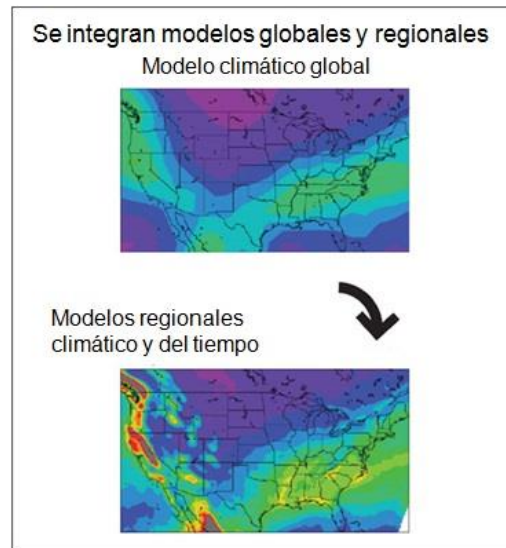 Se integran modelos globales y regionales
Modelo climático global
Modelos regionales
climático y del tiempo